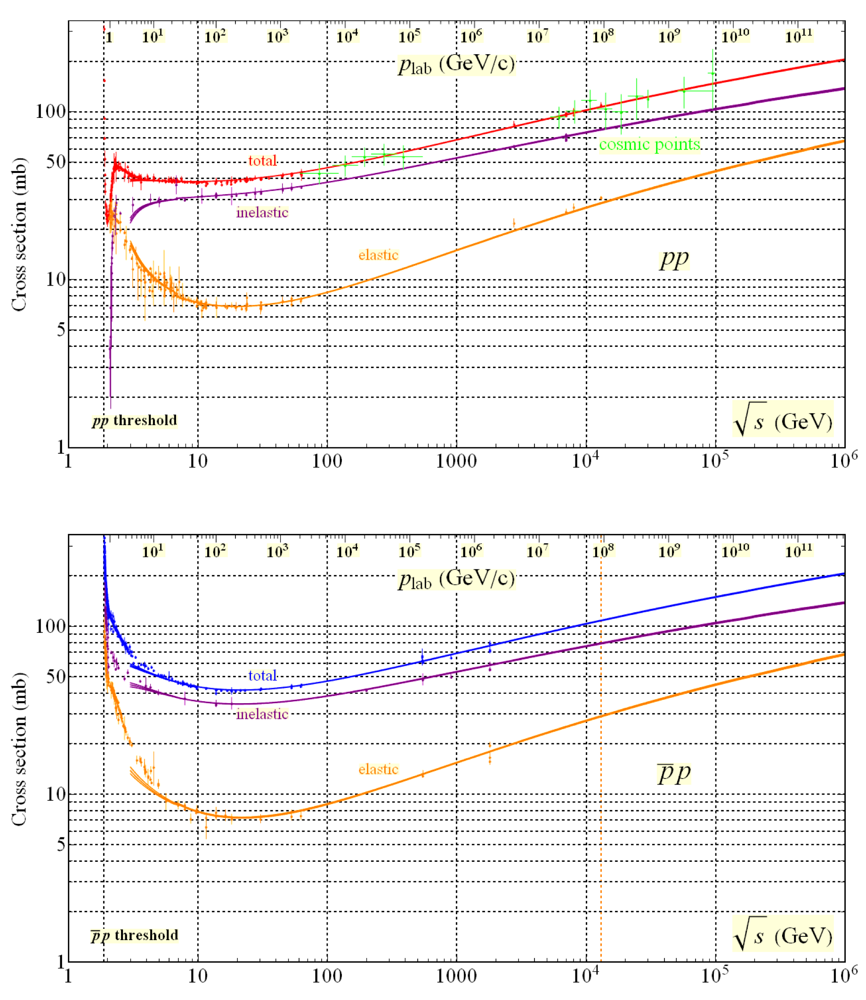 1 10¹ 10² 10³ 10⁴ 10⁵ 10⁶ 10⁷ 10⁸ 10⁹ 10¹⁰ 10¹¹
p_lab (GeV/c)
Cross section (mb)
100
50
10
5
1
total
inelastic
elastic
cosmic points
pp
pp threshold
√s (GeV)
1 10 100 1000 10⁴ 10⁵ 10⁶
10¹ 10² 10³ 10⁴ 10⁵ 10⁶ 10⁷ 10⁸ 10⁹ 10¹⁰ 10¹¹
p_lab (GeV/c)
Cross section (mb)
100
50
10
5
1
total
inelastic
elastic
p̅p
p̅p threshold
√s (GeV)
1 10 100 1000 10⁴ 10⁵ 10⁶